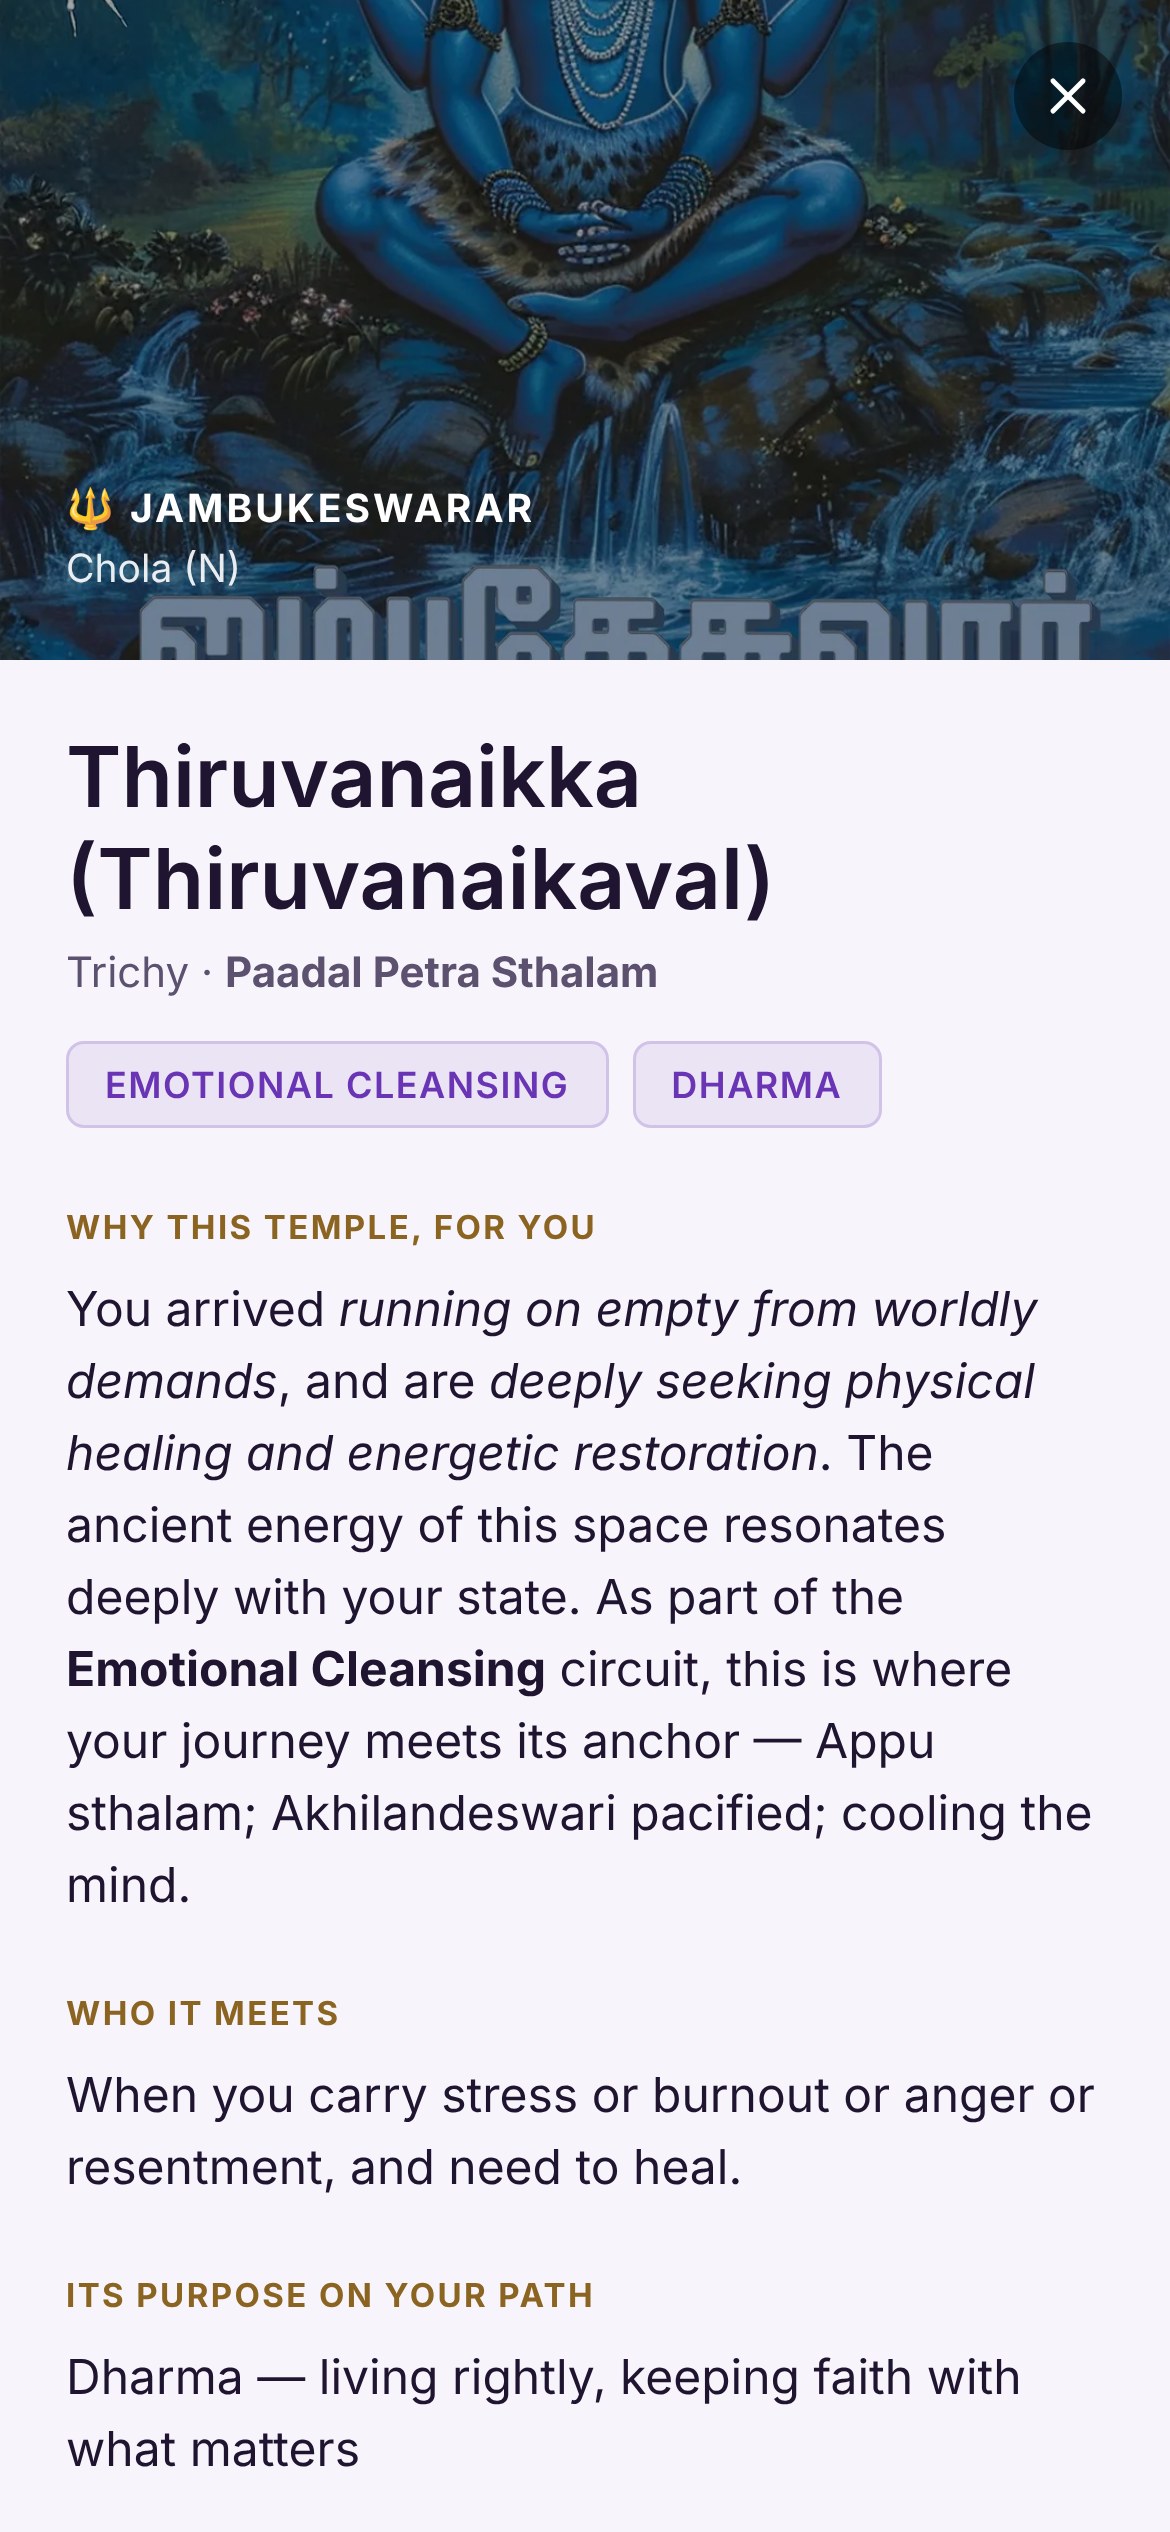 🔱 JAMBUKESWARAR
Chola (N)
Thiruvanaikka
(Thiruvanaikaval)
Trichy · Paadal Petra Sthalam
EMOTIONAL CLEANSING DHARMA
WHY THIS TEMPLE, FOR YOU
You arrived running on empty from worldly
demands, and are deeply seeking physical
healing and energetic restoration. The
ancient energy of this space resonates
deeply with your state. As part of the
Emotional Cleansing circuit, this is where
your journey meets its anchor — Appu
sthalam; Akhilandeswari pacified; cooling the
mind.
WHO IT MEETS
When you carry stress or burnout or anger or
resentment, and need to heal.
ITS PURPOSE ON YOUR PATH
Dharma — living rightly, keeping faith with
what matters